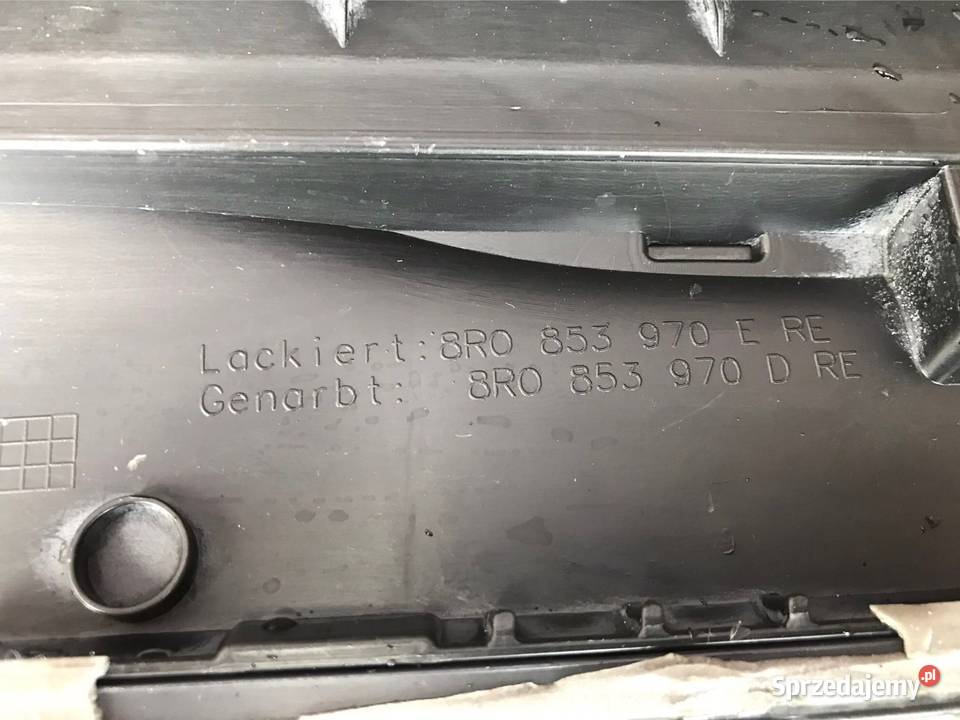 Lackiert: 8R0 853 970 E RE
Genarbt: 8R0 853 970 D RE
Sprzedajemy.pl